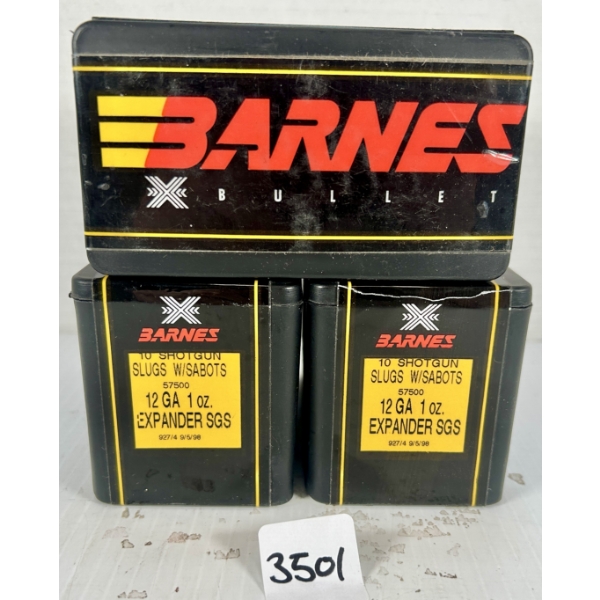 BARNES
X BULLET
X
BARNES
10 SHOTGUN
SLUGS W/SABOTS
57500
12 GA 1 oz.
EXPANDER SGS
927/4 9/5/98
X
BARNES
10 SHOTGUN
SLUGS W/SABOTS
57500
12 GA 1 oz.
EXPANDER SGS
927/4 9/5/98
3501